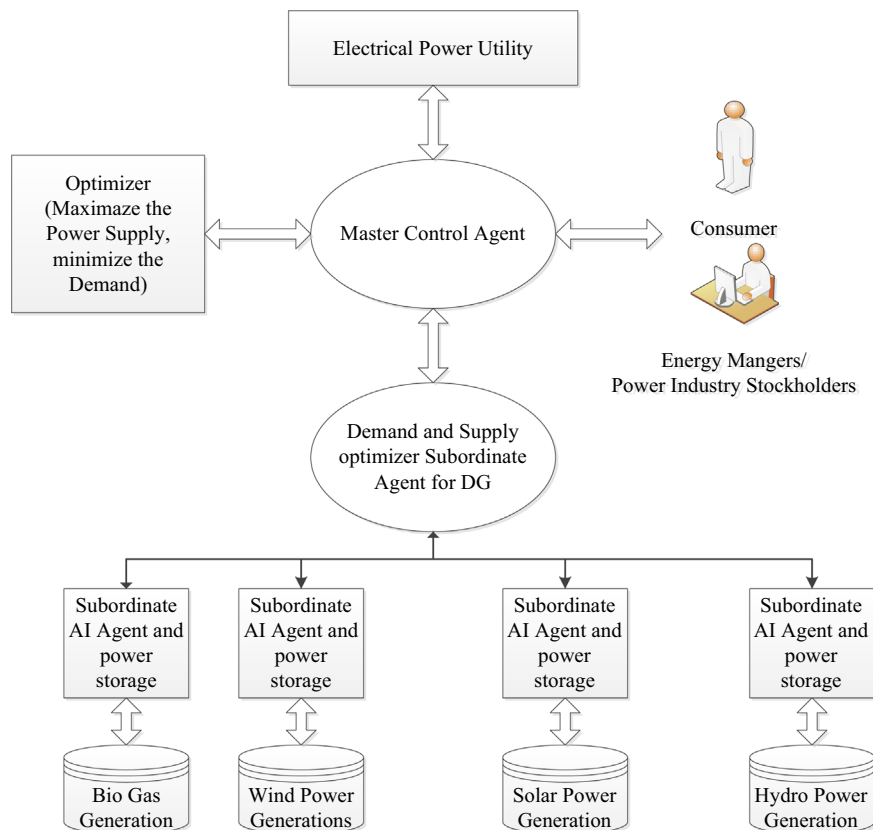 Electrical Power Utility
Optimizer
(Maximaze the
Power Supply,
minimize the
Demand)
Master Control Agent
Consumer
Energy Mangers/
Power Industry Stockholders
Demand and Supply
optimizer Subordinate
Agent for DG
Subordinate
AI Agent and
power
storage
Subordinate
AI Agent and
power
storage
Subordinate
AI Agent and
power
storage
Subordinate
AI Agent and
power
storage
Bio Gas
Generation
Wind Power
Generations
Solar Power
Generation
Hydro Power
Generation